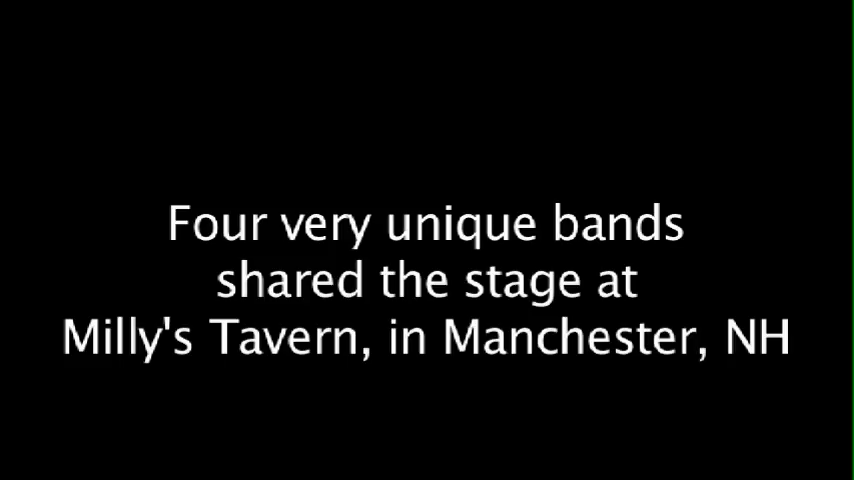 Four very unique bands
shared the stage at
Milly's Tavern, in Manchester, NH